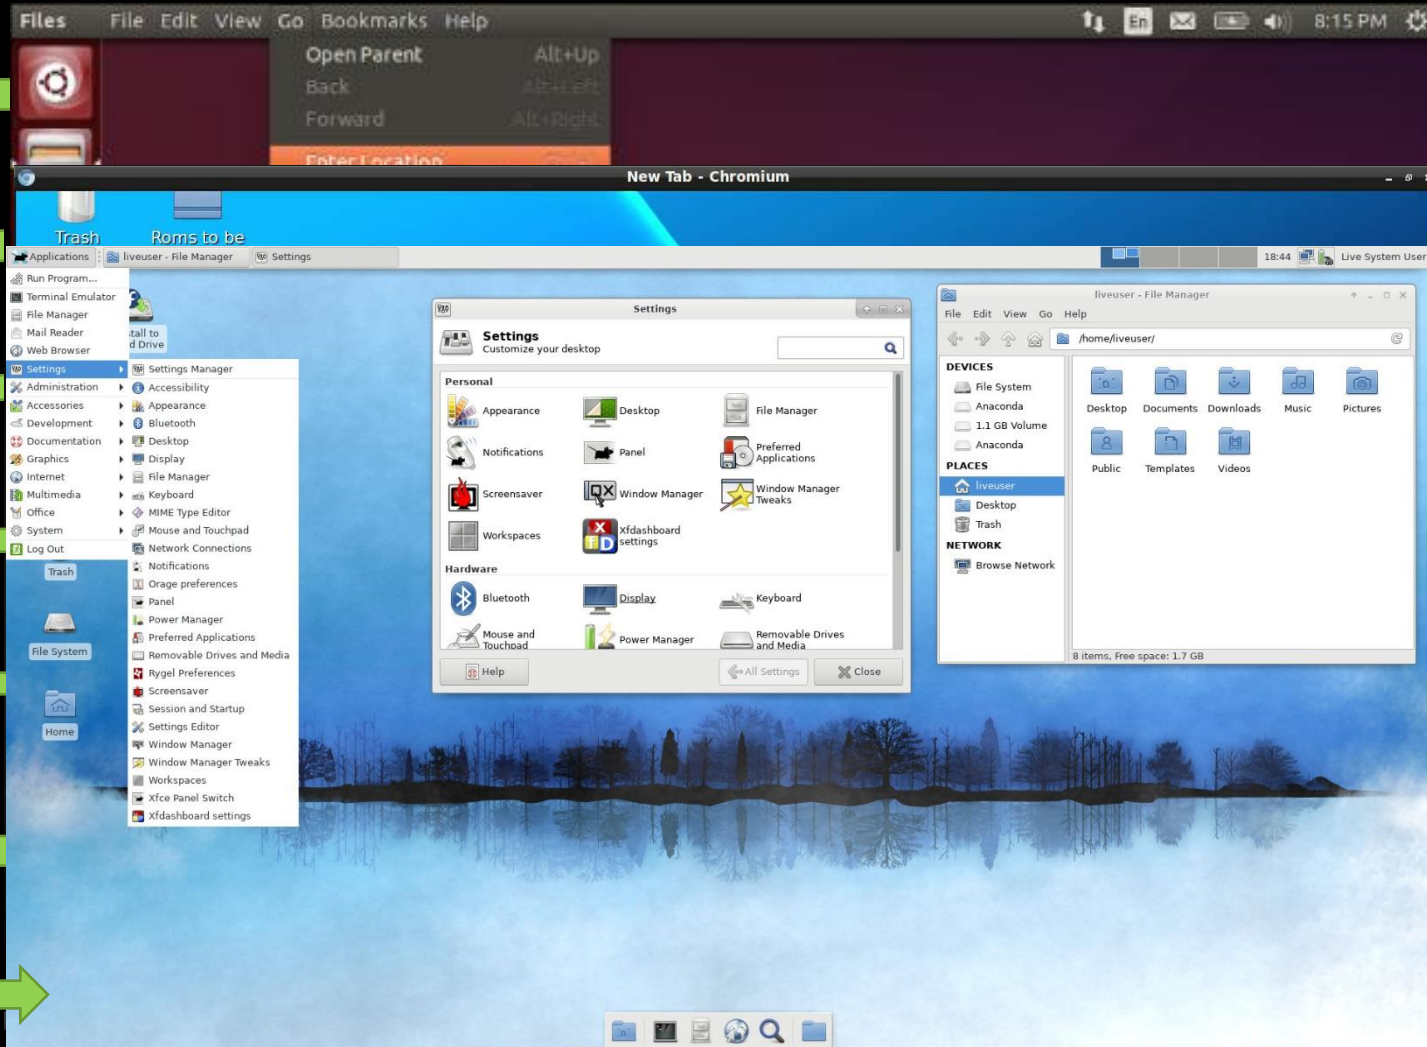 Files File Edit View Go Bookmarks Help 8:15 PM
En
Open Parent Alt+Up
Back Alt+Left
Forward Alt+Right
Enter Location
New Tab - Chromium
Trash Roms to be
Applications liveuser - File Manager Settings 18:44 Live System User
Run Program...
Terminal Emulator
File Manager
Mail Reader
Web Browser
Settings
Administration
Accessories
Development
Documentation
Graphics
Internet
Multimedia
Office
System
Log Out
Settings Manager
Accessibility
Appearance
Bluetooth
Desktop
Display
File Manager
Keyboard
MIME Type Editor
Mouse and Touchpad
Network Connections
Notifications
Orage preferences
Panel
Power Manager
Preferred Applications
Removable Drives and Media
Rygel Preferences
Screensaver
Session and Startup
Settings Editor
Window Manager
Window Manager Tweaks
Workspaces
Xfce Panel Switch
Xfdashboard settings
stall to
d Drive
Trash
File System
Home
Settings
Settings
Customize your desktop
Personal
Appearance Desktop File Manager
Notifications Panel Preferred
Applications
Screensaver Window Manager Window Manager
Tweaks
Workspaces Xfdashboard
settings
Hardware
Bluetooth Display Keyboard
Mouse and
Touchpad Power Manager Removable Drives
and Media
Help All Settings Close
liveuser - File Manager
File Edit View Go Help
/home/liveuser/
DEVICES
File System
Anaconda
1.1 GB Volume
Anaconda
PLACES
liveuser
Desktop
Trash
NETWORK
Browse Network
Desktop Documents Downloads Music Pictures
Public Templates Videos
8 items, Free space: 1.7 GB